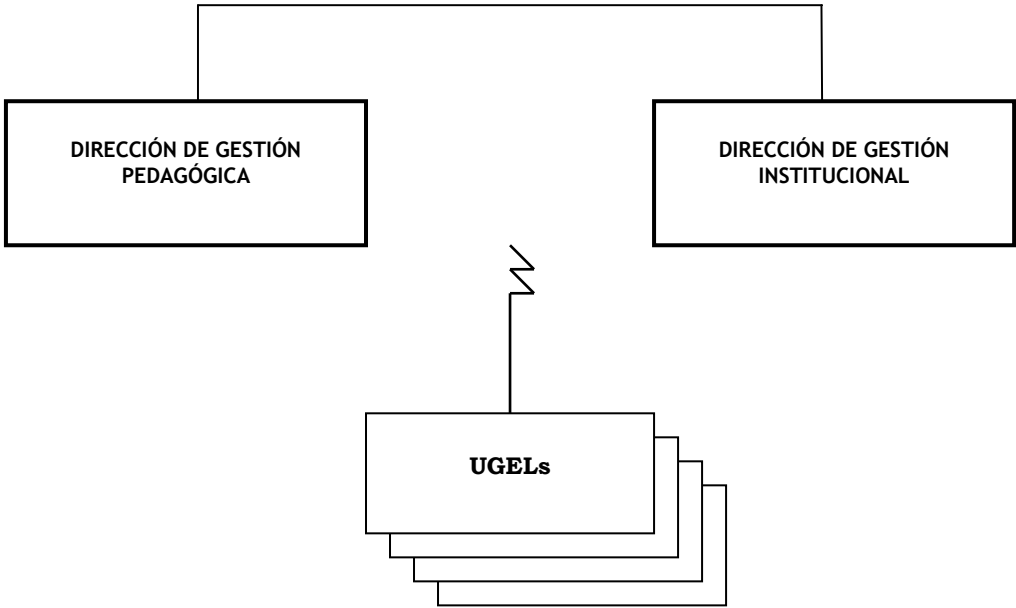 DIRECCIÓN DE GESTIÓN
PEDAGÓGICA
DIRECCIÓN DE GESTIÓN
INSTITUCIONAL
UGELs